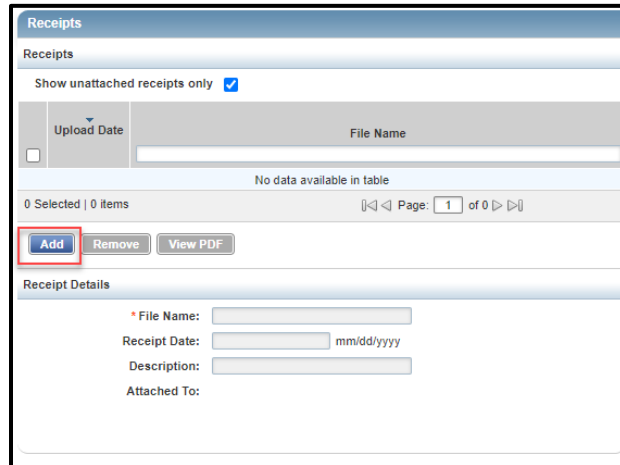 Receipts
Receipts
Show unattached receipts only
Upload Date File Name
No data available in table
0 Selected | 0 items Page: 1 of 0
Add Remove View PDF
Receipt Details
* File Name:
Receipt Date: mm/dd/yyyy
Description:
Attached To: